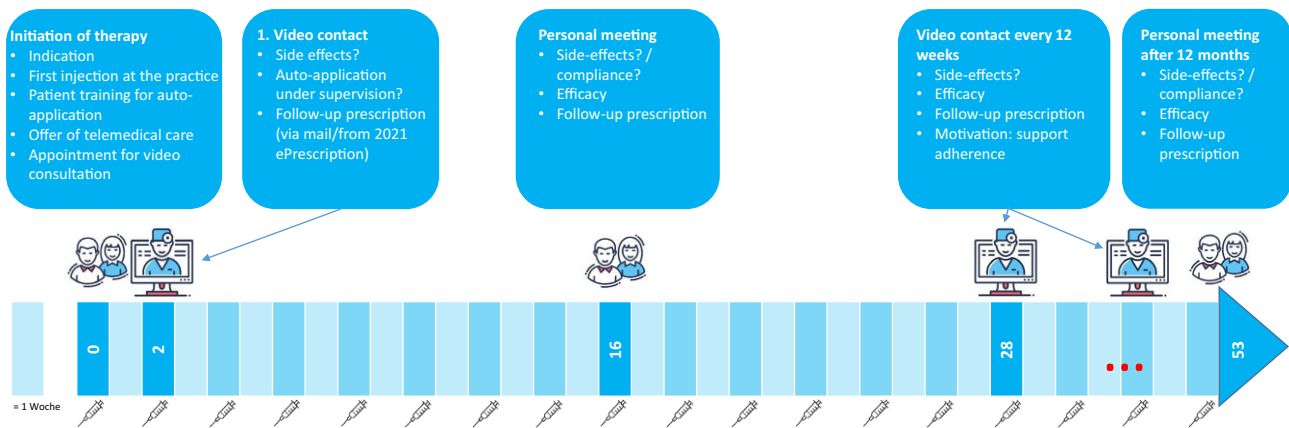 Initiation of therapy
• Indication
• First injection at the practice
• Patient training for auto-
application
• Offer of telemedical care
• Appointment for video
consultation
1. Video contact
• Side effects?
• Auto-application
under supervision?
• Follow-up prescription
(via mail/from 2021
ePrescription)
Personal meeting
• Side-effects? /
compliance?
• Efficacy
• Follow-up prescription
Video contact every 12
weeks
• Side-effects?
• Efficacy
• Follow-up prescription
• Motivation: support
adherence
Personal meeting
after 12 months
• Side-effects? /
compliance?
• Efficacy
• Follow-up
prescription
0
2
16
28
...
53
= 1 Woche